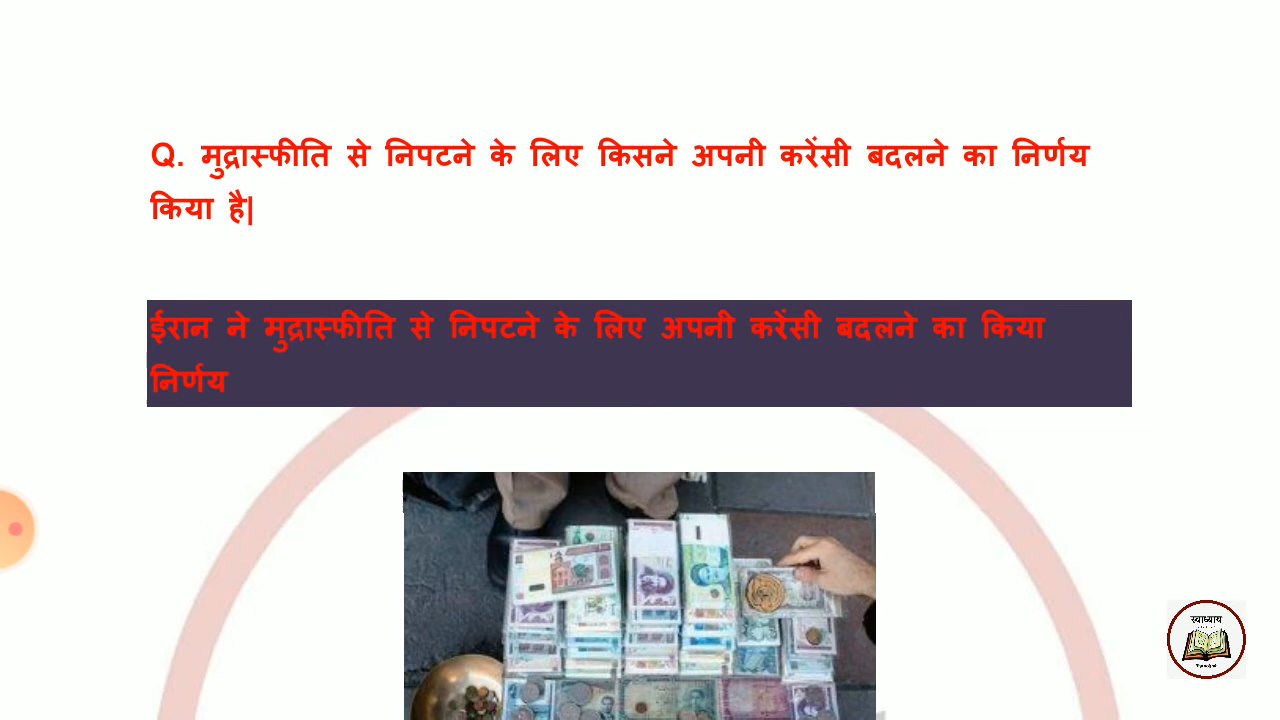 Q. मुद्रास्फीति से निपटने के लिए किसने अपनी करेंसी बदलने का निर्णय
किया है|
ईरान ने मुद्रास्फीति से निपटने के लिए अपनी करेंसी बदलने का किया
निर्णय
स्वाध्याय